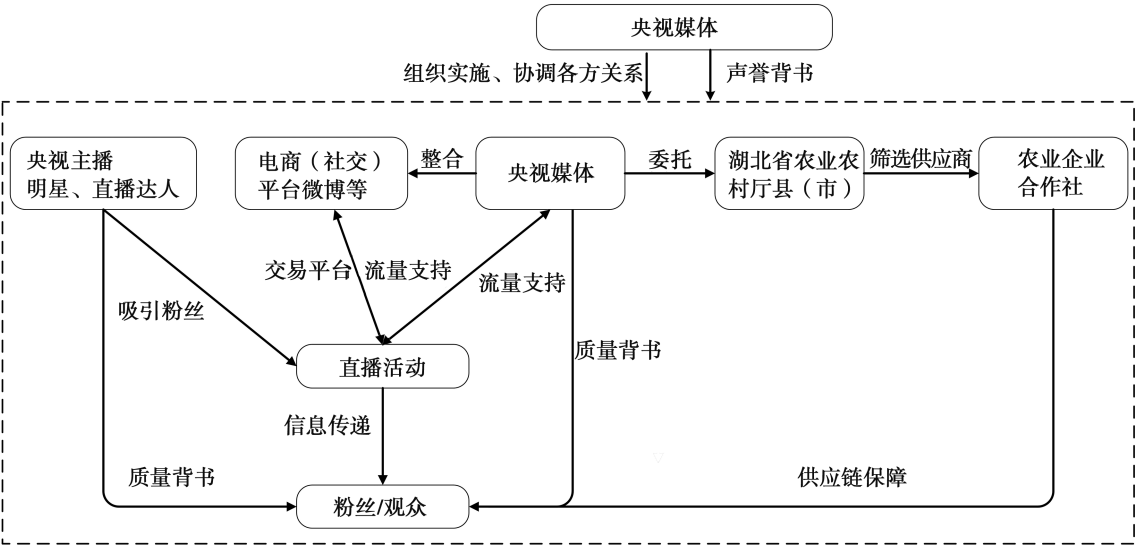 央视媒体
组织实施、协调各方关系
声誉背书
央视主播
明星、直播达人
电商（社交）
平台微博等
整合
央视媒体
委托
湖北省农业农
村厅县（市）
筛选供应商
农业企业
合作社
交易平台
流量支持
流量支持
吸引粉丝
质量背书
直播活动
信息传递
质量背书
供应链保障
粉丝/观众